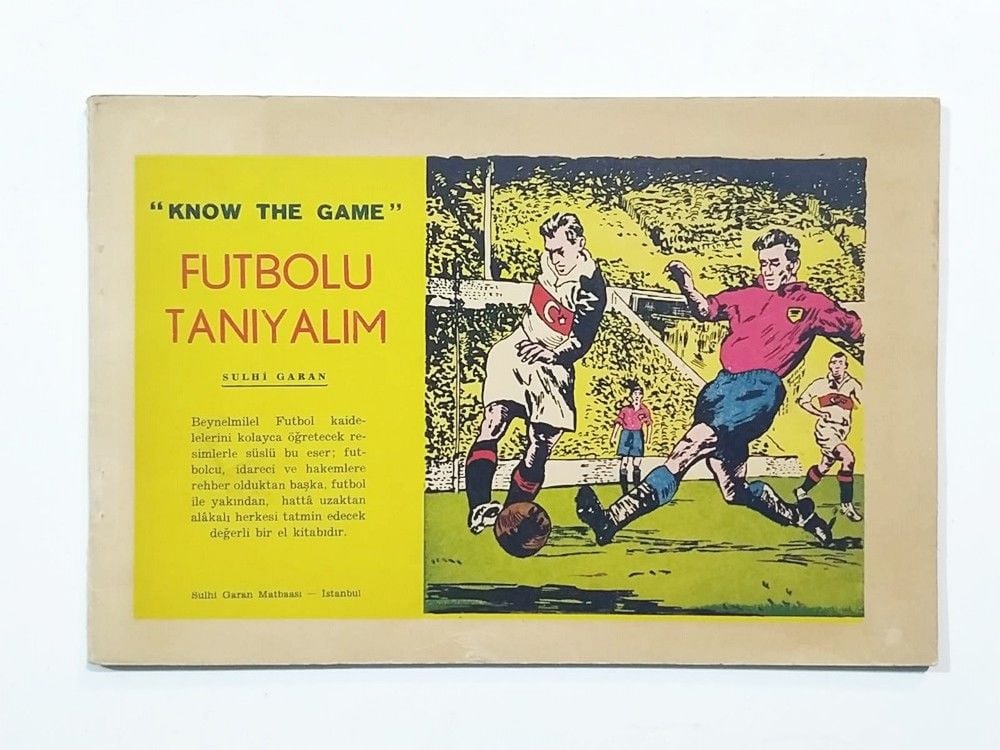 "KNOW THE GAME"
FUTBOLU
TANIYALIM
SULHİ GARAN
Beynelmilel Futbol kaide-
lelerini kolayca öğretecek re-
simlerle süslü bu eser; fut-
bolcu, idareci ve hakemlere
rehber olduktan başka, futbol
ile yakından, hattâ uzaktan
alâkalı herkesi tatmin edecek
değerli bir el kitabıdır.
Sulhi Garan Matbaası — İstanbul